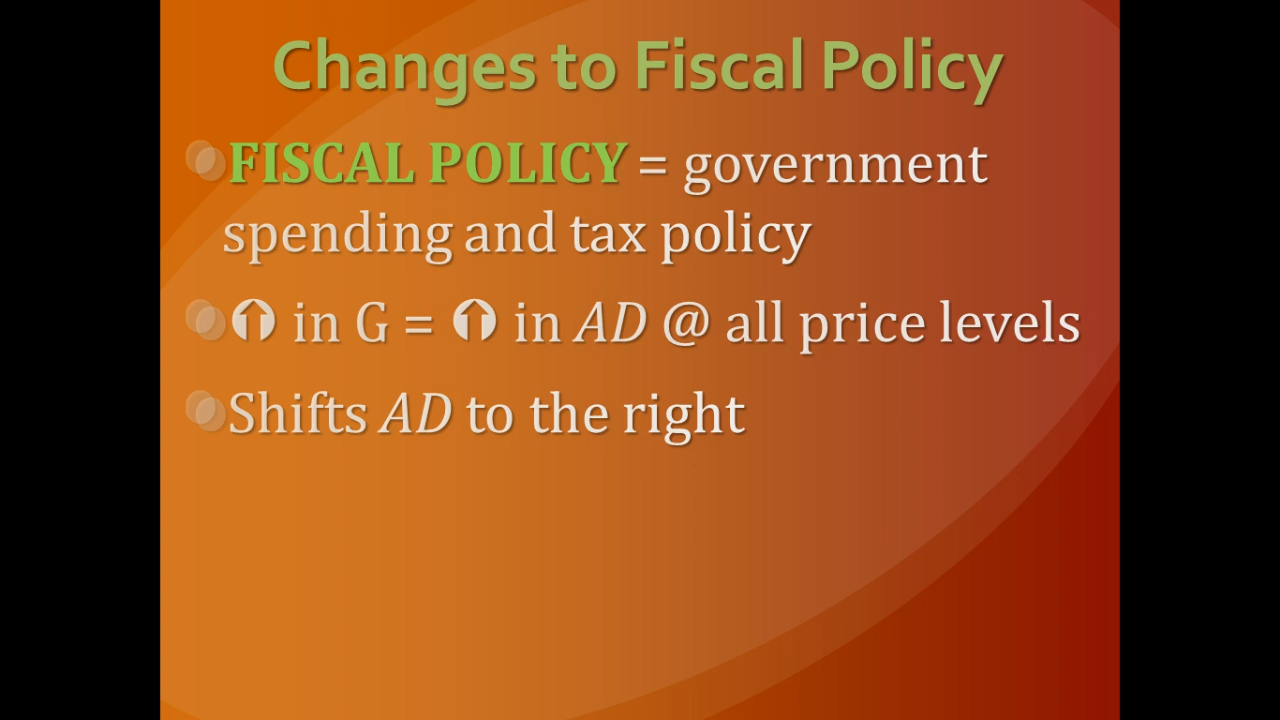 Changes to Fiscal Policy
FISCAL POLICY = government
spending and tax policy
⬆ in G = ⬆ in AD @ all price levels
Shifts AD to the right